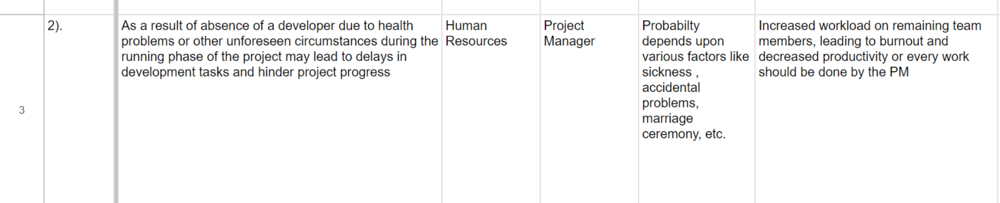 3
2).
As a result of absence of a developer due to health
problems or other unforeseen circumstances during the
running phase of the project may lead to delays in
development tasks and hinder project progress
Human
Resources
Project
Manager
Probabilty
depends upon
various factors like
sickness ,
accidental
problems,
marriage
ceremony, etc.
Increased workload on remaining team
members, leading to burnout and
decreased productivity or every work
should be done by the PM